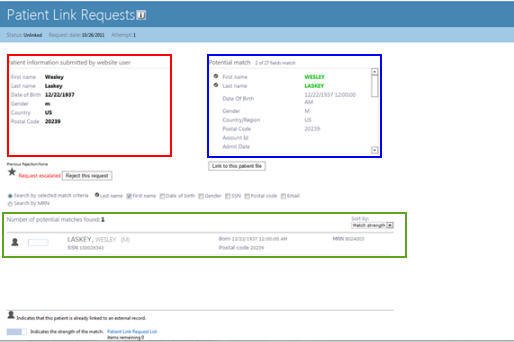 Patient Link Requests
Status: Unlinked Request date: 10/26/2011 Attempt: 1
Patient information submitted by website user
First name Wesley
Last name Laskey
Date of Birth 12/22/1937
Gender m
Country US
Postal Code 20239
Potential match 2 of 27 fields match
First name WESLEY
Last name LASKEY
Date Of Birth 12/22/1937 12:00:00 AM
Gender M
Country/Region US
Postal Code 20239
Account Id
Admit Date
Link to this patient file
Previous Rejections: None
Request escalated Reject this request
Search by selected match criteria Last name First name Date of birth Gender SSN Postal code Email
Search by MRN
Number of potential matches found: 1
Sort by:
Match strength
LASKEY, WESLEY (M) Born 12/22/1937 12:00:00 AM MRN 8024003
SSN 100028343 Postal code 20239
Indicates that this patient is already linked to an external record.
Indicates the strength of the match. Patient Link Request List
items remaining 0